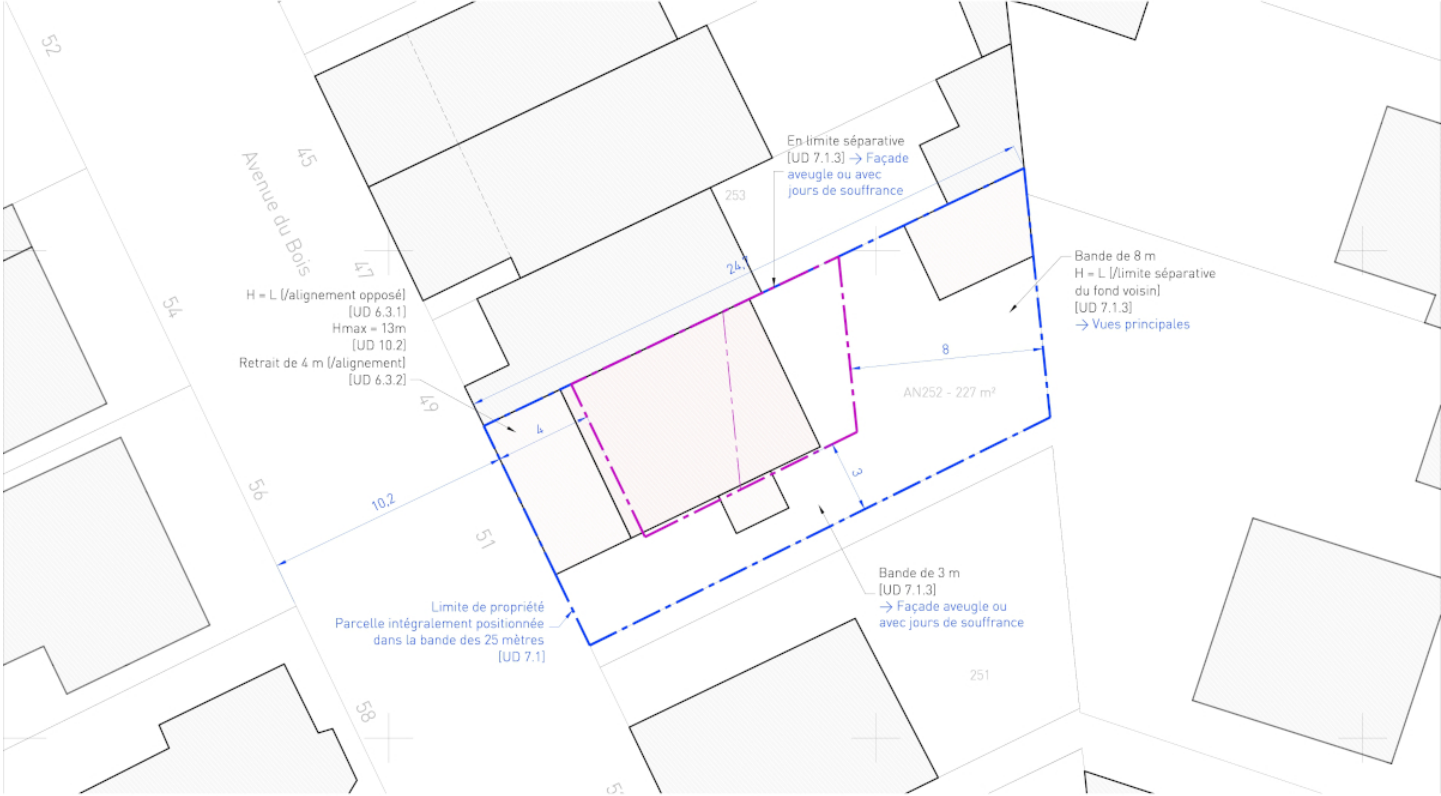 52
Avenue du Bois
45
47
49
51
54
56
58
253
En limite séparative
[UD 7.1.3] → Façade
aveugle ou avec
jours de souffrance
H = L [/alignement opposé]
[UD 6.3.1]
Hmax = 13m
[UD 10.2]
Retrait de 4 m [/alignement]
[UD 6.3.2]
4
10,2
8
3
Bande de 8 m
H = L [/limite séparative
du fond voisin]
[UD 7.1.3]
→ Vues principales
AN252 - 227 m²
Bande de 3 m
[UD 7.1.3]
→ Façade aveugle ou
avec jours de souffrance
Limite de propriété
Parcelle intégralement positionnée
dans la bande des 25 mètres
[UD 7.1]
251